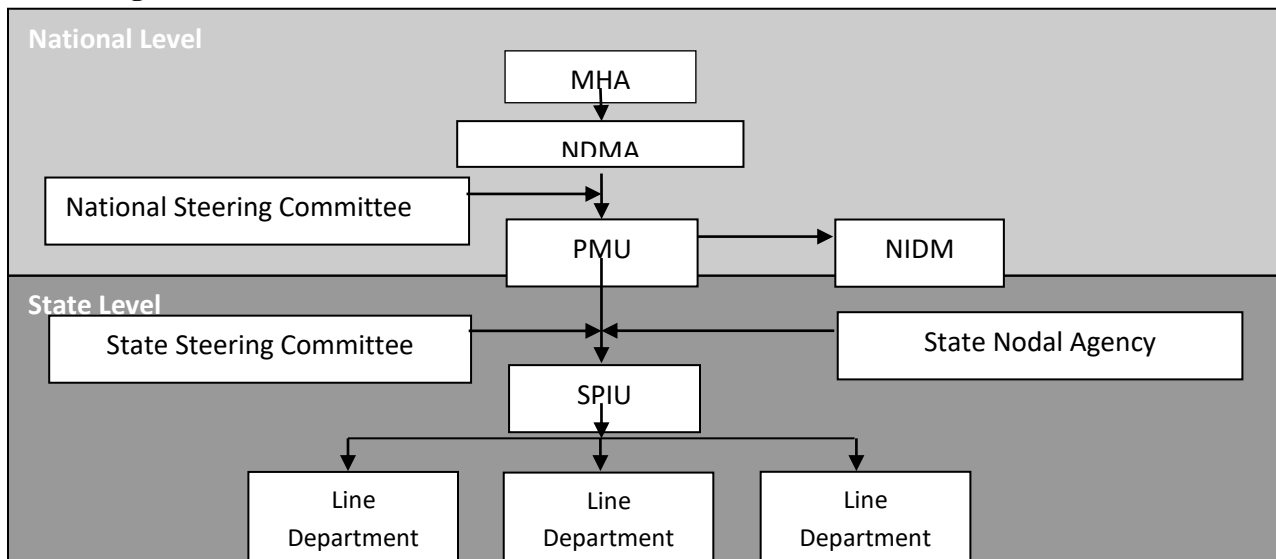 National Level
MHA
NDMA
National Steering Committee
PMU
NIDM
State Level
State Steering Committee
State Nodal Agency
SPIU
Line
Department
Line
Department
Line
Department